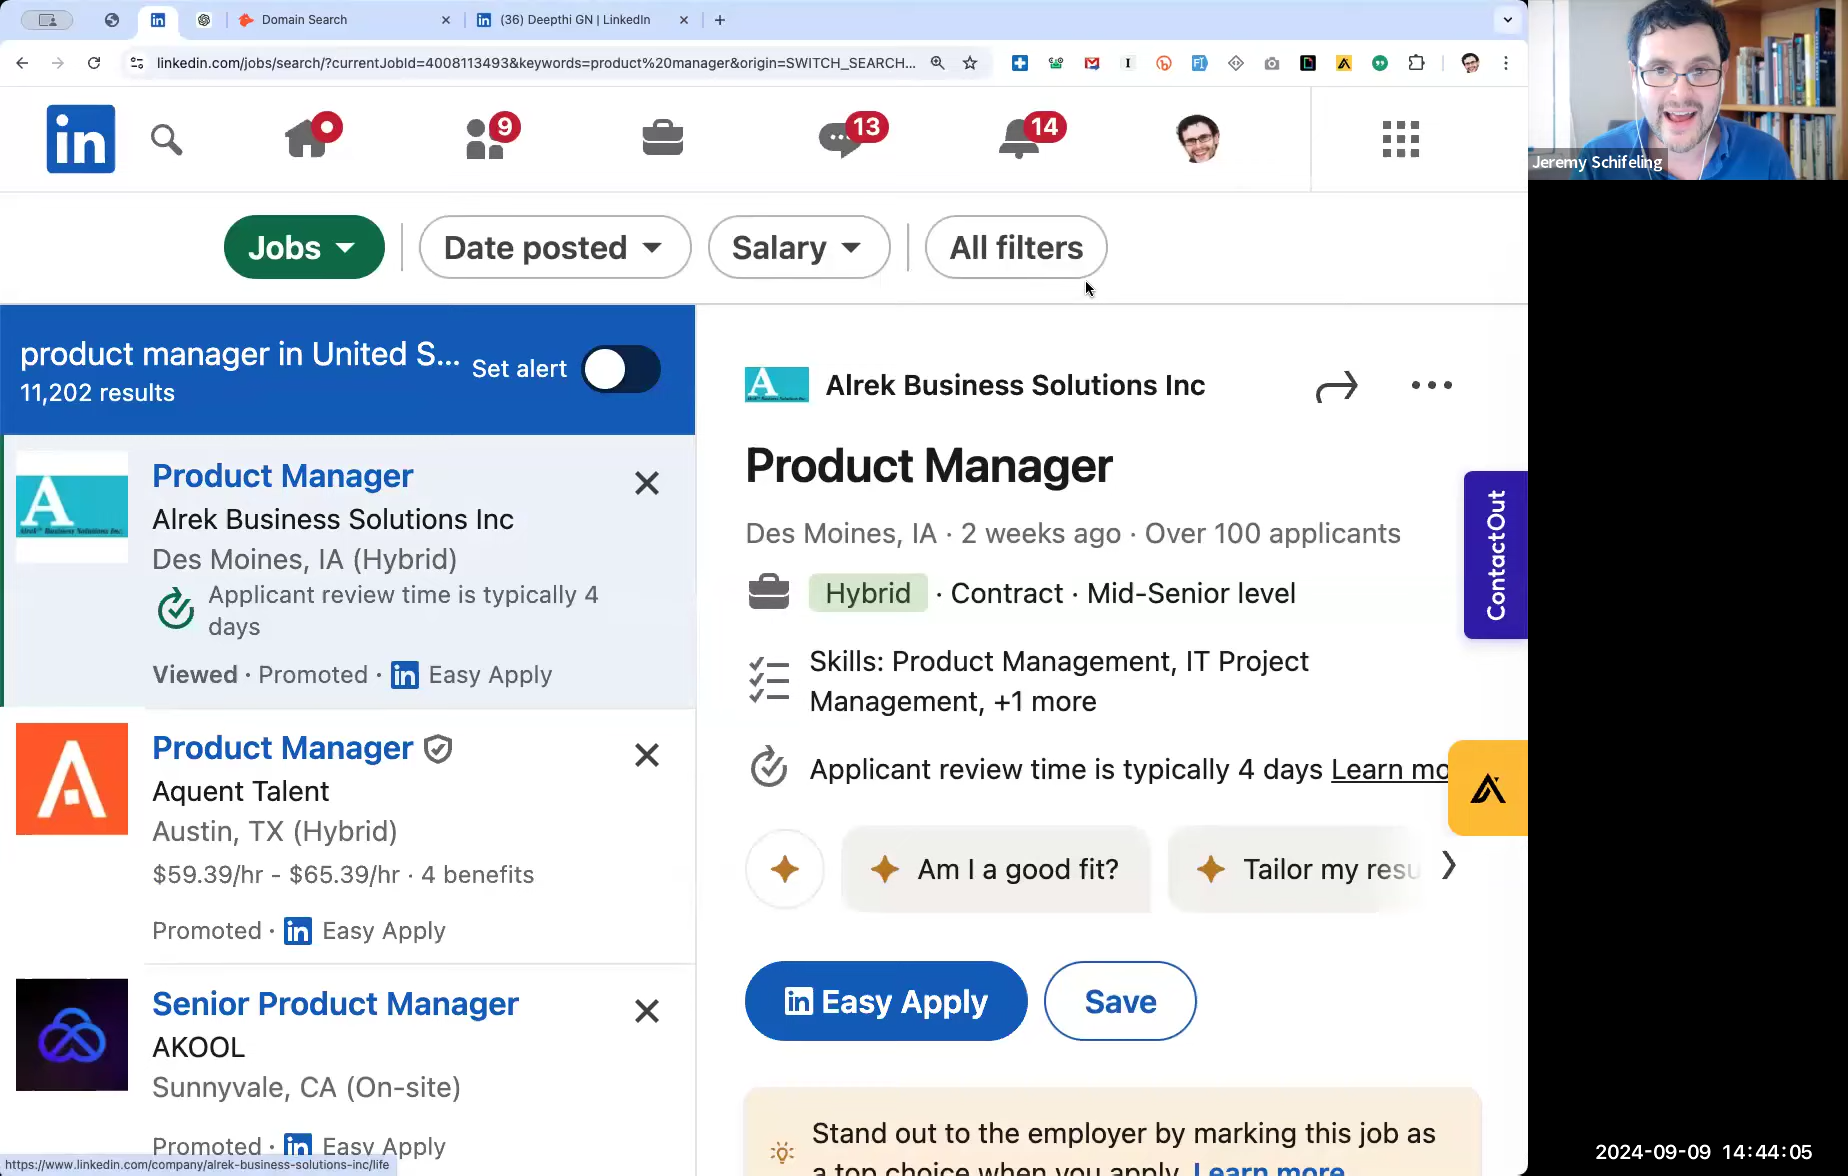 Domain Search
(36) Deepthi GN | LinkedIn
linkedin.com/jobs/search/?currentJobId=4008113493&keywords=product%20manager&origin=SWITCH_SEARCH...
in
9
13
14
Jobs
Date posted
Salary
All filters
product manager in United S...
11,202 results
Set alert
Product Manager
Alrek Business Solutions Inc
Des Moines, IA (Hybrid)
Applicant review time is typically 4
days
Viewed · Promoted · in Easy Apply
Product Manager
Aquent Talent
Austin, TX (Hybrid)
$59.39/hr - $65.39/hr · 4 benefits
Promoted · in Easy Apply
Senior Product Manager
AKOOL
Sunnyvale, CA (On-site)
Promoted · in Easy Apply
https://www.linkedin.com/company/alrek-business-solutions-inc/life
Alrek Business Solutions Inc
Product Manager
Des Moines, IA · 2 weeks ago · Over 100 applicants
Hybrid · Contract · Mid-Senior level
Skills: Product Management, IT Project
Management, +1 more
Applicant review time is typically 4 days Learn mo
Am I a good fit?
Tailor my resu
in Easy Apply
Save
Stand out to the employer by marking this job as
a top choice when you apply. Learn more
ContactOut
Jeremy Schifeling
2024-09-09 14:44:05